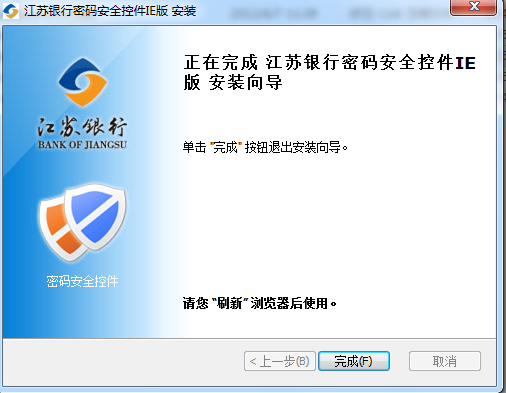 江苏银行密码安全控件IE版 安装
正在完成 江苏银行密码安全控件IE
版 安装向导
江苏银行
BANK OF JIANGSU
单击 "完成" 按钮退出安装向导。
密码安全控件
请您 "刷新" 浏览器后使用。
< 上一步(B)
完成(F)
取消